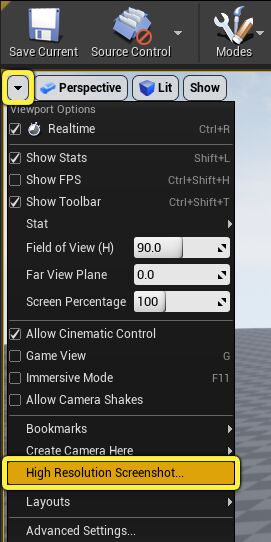 Save Current Source Control Modes
Perspective Lit Show
Viewport Options
Realtime Ctrl+R
Show Stats Shift+L
Show FPS Ctrl+Shift+H
Show Toolbar Ctrl+Shift+T
Stat
Field of View (H) 90.0
Far View Plane 0.0
Screen Percentage 100
Allow Cinematic Control
Game View G
Immersive Mode F11
Allow Camera Shakes
Bookmarks
Create Camera Here
High Resolution Screenshot...
Layouts
Advanced Settings...